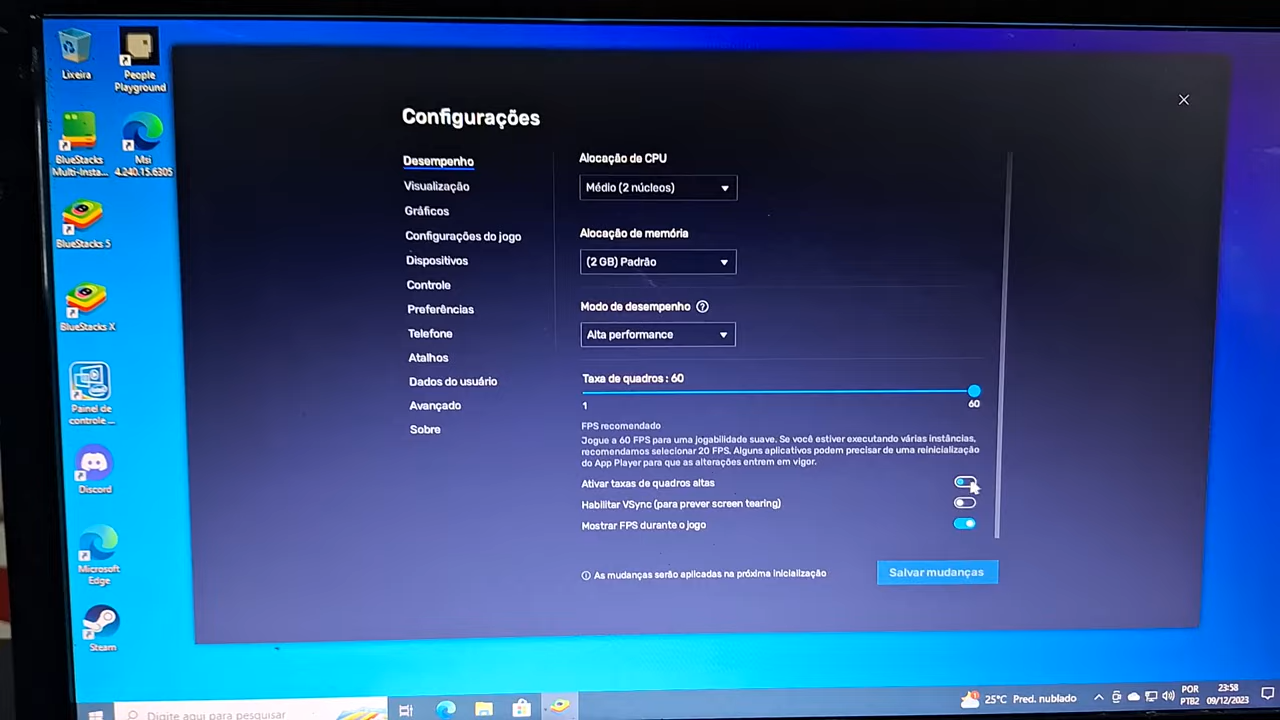 Lixeira
People
Playground
BlueStacks
Multi-Insta...
Msi
4.240.15.6305
BlueStacks 5
BlueStacks X
Painel de
controle ...
Discord
Microsoft
Edge
Steam
Configurações
Desempenho
Visualização
Gráficos
Configurações do jogo
Dispositivos
Controle
Preferências
Telefone
Atalhos
Dados do usuário
Avançado
Sobre
Alocação de CPU
Médio (2 núcleos)
Alocação de memória
(2 GB) Padrão
Modo de desempenho ?
Alta performance
Taxa de quadros : 60
1
60
FPS recomendado
Jogue a 60 FPS para uma jogabilidade suave. Se você estiver executando várias instâncias,
recomendamos selecionar 20 FPS. Alguns aplicativos podem precisar de uma reinicialização
do App Player para que as alterações entrem em vigor.
Ativar taxas de quadros altas
Habilitar VSync (para prever screen tearing)
Mostrar FPS durante o jogo
As mudanças serão aplicadas na próxima inicialização
Salvar mudanças
Digite aqui para pesquisar
25°C Pred. nublado
POR
PTB2
23:58
09/12/2023